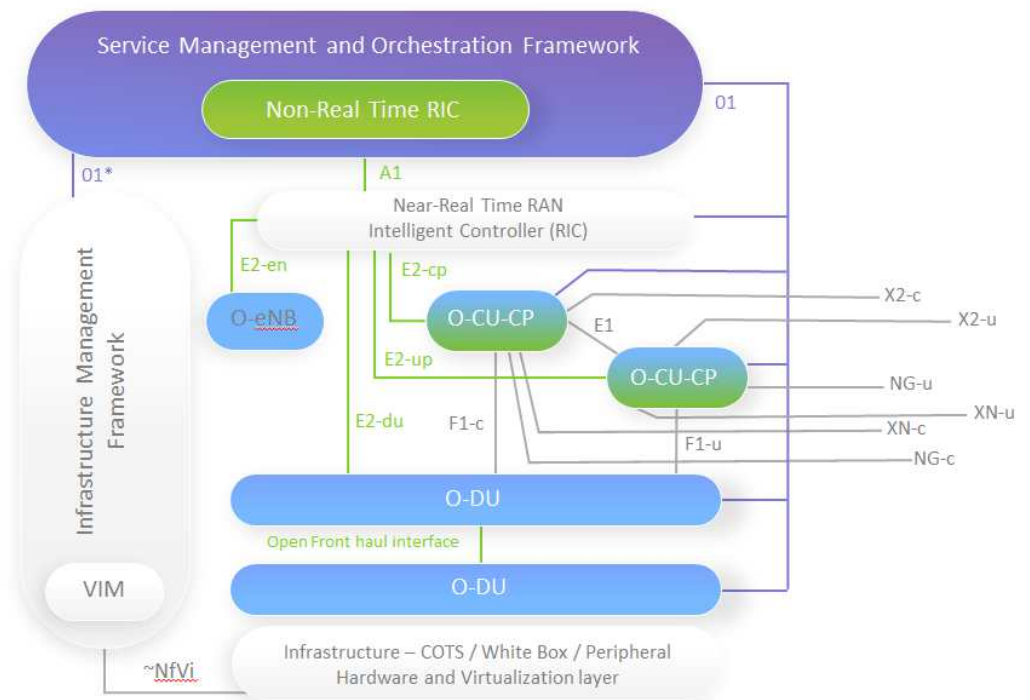 Service Management and Orchestration Framework
Non-Real Time RIC
01
01*
A1
Near-Real Time RAN
Intelligent Controller (RIC)
E2-en
E2-cp
O-eNB
O-CU-CP
E1
X2-c
X2-u
E2-up
O-CU-CP
NG-u
XN-u
E2-du
F1-c
F1-u
XN-c
NG-c
Infrastructure Management
Framework
O-DU
Open Front haul interface
O-DU
VIM
~NfVi
Infrastructure – COTS / White Box / Peripheral
Hardware and Virtualization layer